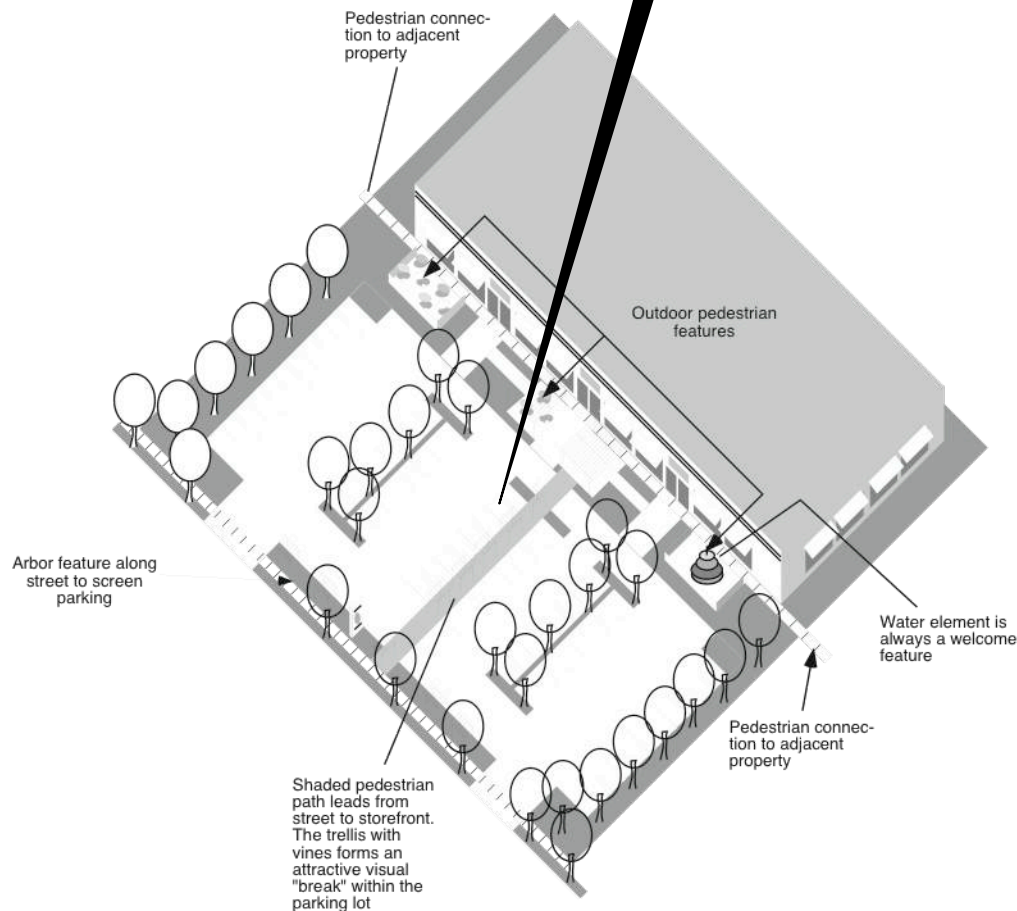 Pedestrian connec-
tion to adjacent
property
Outdoor pedestrian
features
Arbor feature along
street to screen
parking
Water element is
always a welcome
feature
Pedestrian connec-
tion to adjacent
property
Shaded pedestrian
path leads from
street to storefront.
The trellis with
vines forms an
attractive visual
"break" within the
parking lot